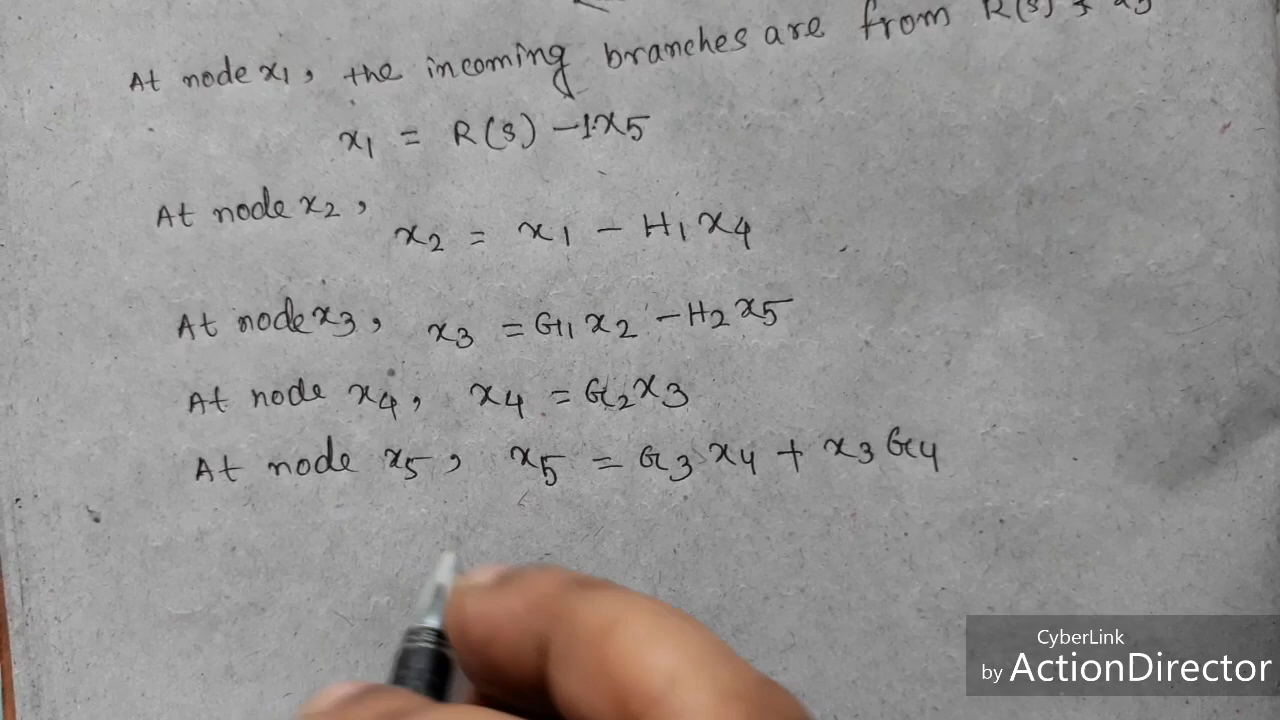 At node x1, the incoming branches are from R(s) & x5
x1 = R(s) - 1·x5
At node x2,
x2 = x1 - H1 x4
At node x3, x3 = G1 x2 - H2 x5
At node x4, x4 = G2 x3
At node x5, x5 = G3 x4 + x3 G4
CyberLink
by ActionDirector